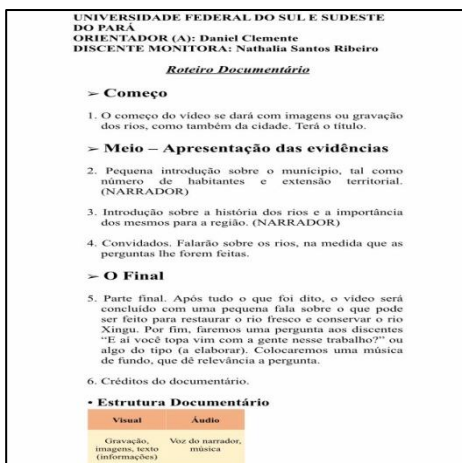 UNIVERSIDADE FEDERAL DO SUL E SUDESTE
DO PARÁ
ORIENTADOR (A): Daniel Clemente
DISCENTE MONITORA: Nathalia Santos Ribeiro
Roteiro Documentário
➢ Começo
1. O começo do vídeo se dará com imagens ou gravação
dos rios, como também da cidade. Terá o título.
➢ Meio – Apresentação das evidências
2. Pequena introdução sobre o município, tal como
número de habitantes e extensão territorial.
(NARRADOR)
3. Introdução sobre a história dos rios e a importância
dos mesmos para a região. (NARRADOR)
4. Convidados. Falarão sobre os rios, na medida que as
perguntas lhe forem feitas.
➢ O Final
5. Parte final. Após tudo o que foi dito, o vídeo será
concluído com uma pequena fala sobre o que pode
ser feito para restaurar o rio fresco e conservar o rio
Xingu. Por fim, faremos uma pergunta aos discentes
“E aí você topa vim com a gente nesse trabalho?” ou
algo do tipo (a elaborar). Colocaremos uma música
de fundo, que dê relevância a pergunta.
6. Créditos do documentário.
• Estrutura Documentário
Visual Áudio
Gravação, Voz do narrador,
imagens, texto música
(informações)